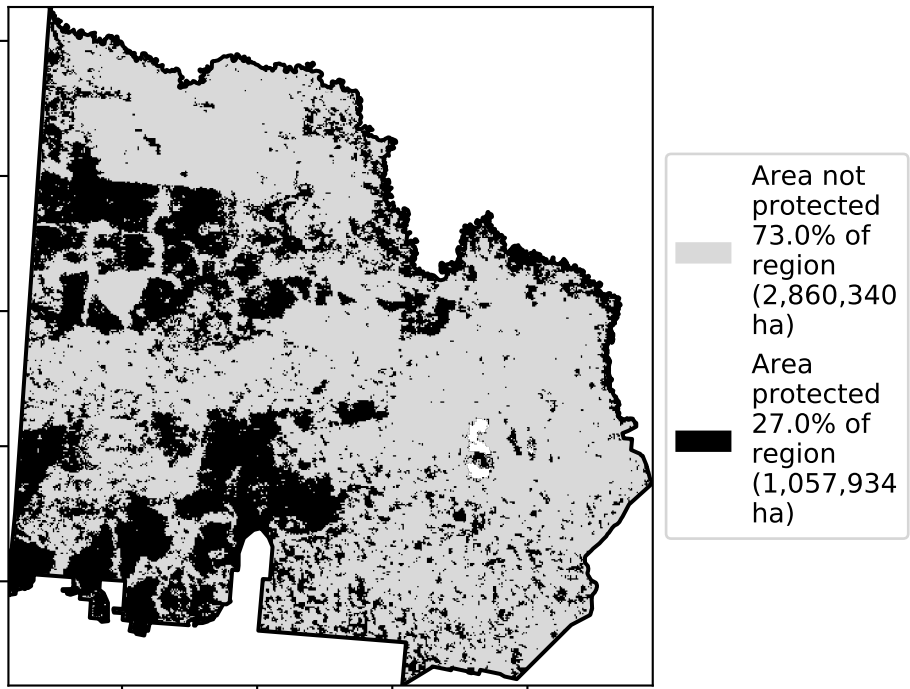 Area not
protected
73.0% of
region
(2,860,340
ha)
Area
protected
27.0% of
region
(1,057,934
ha)